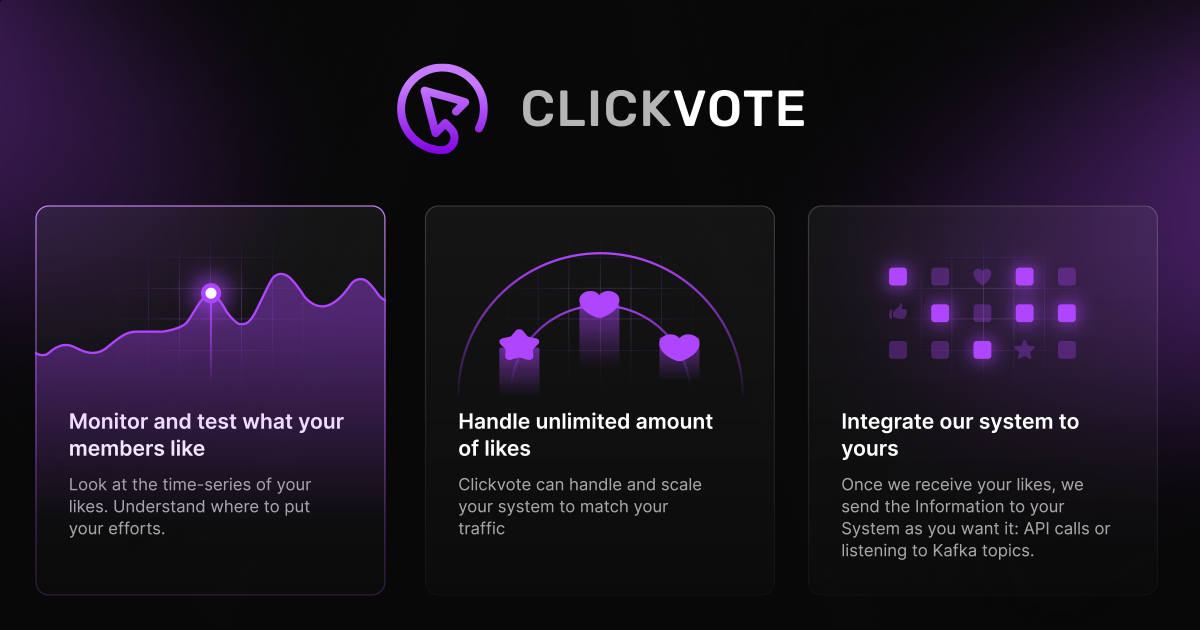 CLICKVOTE
Monitor and test what your
members like
Look at the time-series of your
likes. Understand where to put
your efforts.
Handle unlimited amount
of likes
Clickvote can handle and scale
your system to match your
traffic
Integrate our system to
yours
Once we receive your likes, we
send the Information to your
System as you want it: API calls or
listening to Kafka topics.